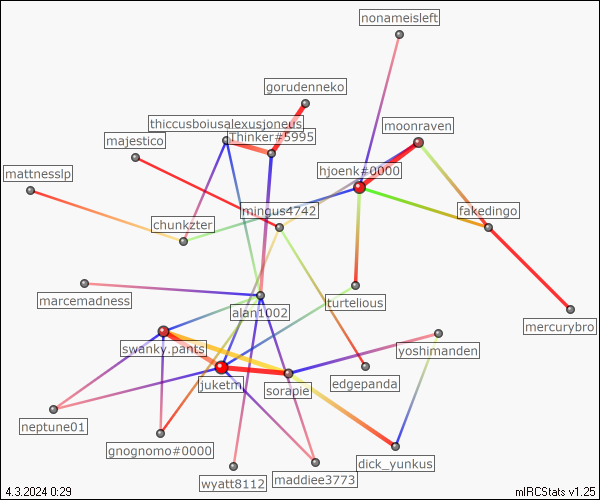 nonameisleft
gorudenneko
thiccusboiusalexusjoneus
moonraven
Thinker#5995
majestico
hjoenk#0000
mattnesslp
mingus4742
fakedingo
chunkzter
marcemadness
turtelious
alan1002
mercurybro
swanky.pants
yoshimanden
juketm
sorapie
edgepanda
neptune01
gnognomo#0000
dick_yunkus
wyatt8112
maddiee3773
4.3.2024 0:29
mIRCStats v1.25